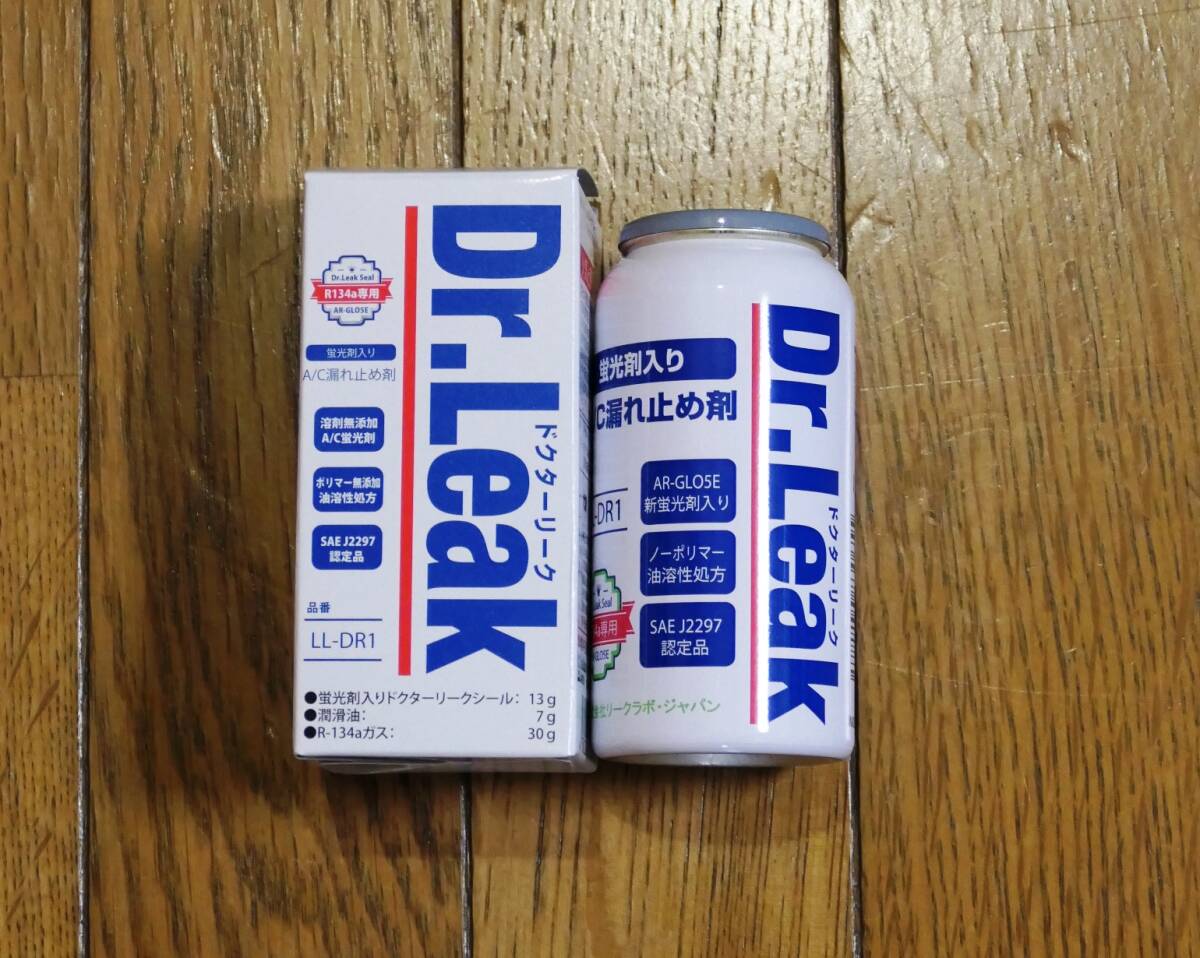 Dr.Leak
ドクターリーク
Dr.Leak Seal
R134a専用
AR-GLO5E
蛍光剤入り
A/C漏れ止め剤
溶剤無添加
A/C蛍光剤
ポリマー無添加
油溶性処方
SAE J2297
認定品
品番
LL-DR1
●蛍光剤入りドクターリークシール: 13g
●潤滑油: 7g
●R-134aガス: 30g
Dr.Leak
ドクターリーク
蛍光剤入り
C漏れ止め剤
AR-GLO5E
新蛍光剤入り
-DR1
ノーポリマー
油溶性処方
Leak Seal
4a専用
-GLO5E
SAE J2297
認定品
リークラボ・ジャパン